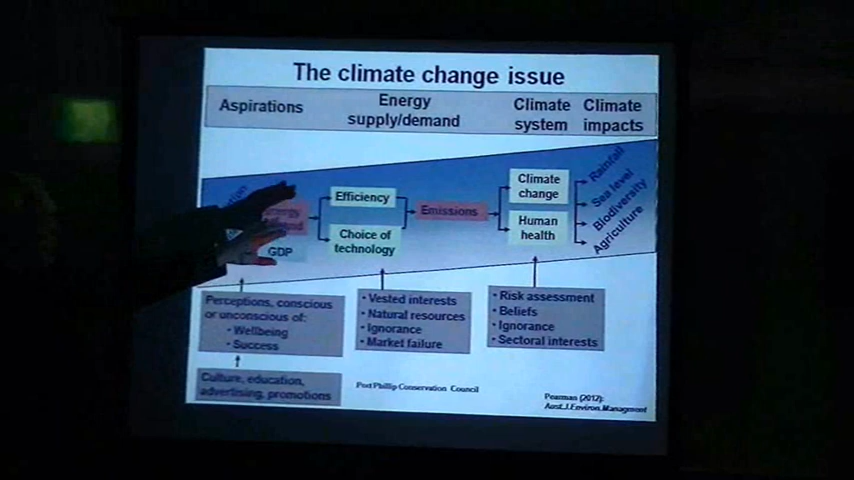 The climate change issue
Aspirations
Energy
supply/demand
Climate
system
Climate
impacts
Energy
GDP
Efficiency
Choice of
technology
Emissions
Climate
change
Human
health
Rainfall
Sea level
Biodiversity
Agriculture
Perceptions, conscious
or unconscious of:
• Wellbeing
• Success
Culture, education,
advertising, promotions
• Vested interests
• Natural resources
• Ignorance
• Market failure
• Risk assessment
• Beliefs
• Ignorance
• Sectoral interests
Port Phillip Conservation Council
Pearman (2012):
Aust.J.Environ.Managment